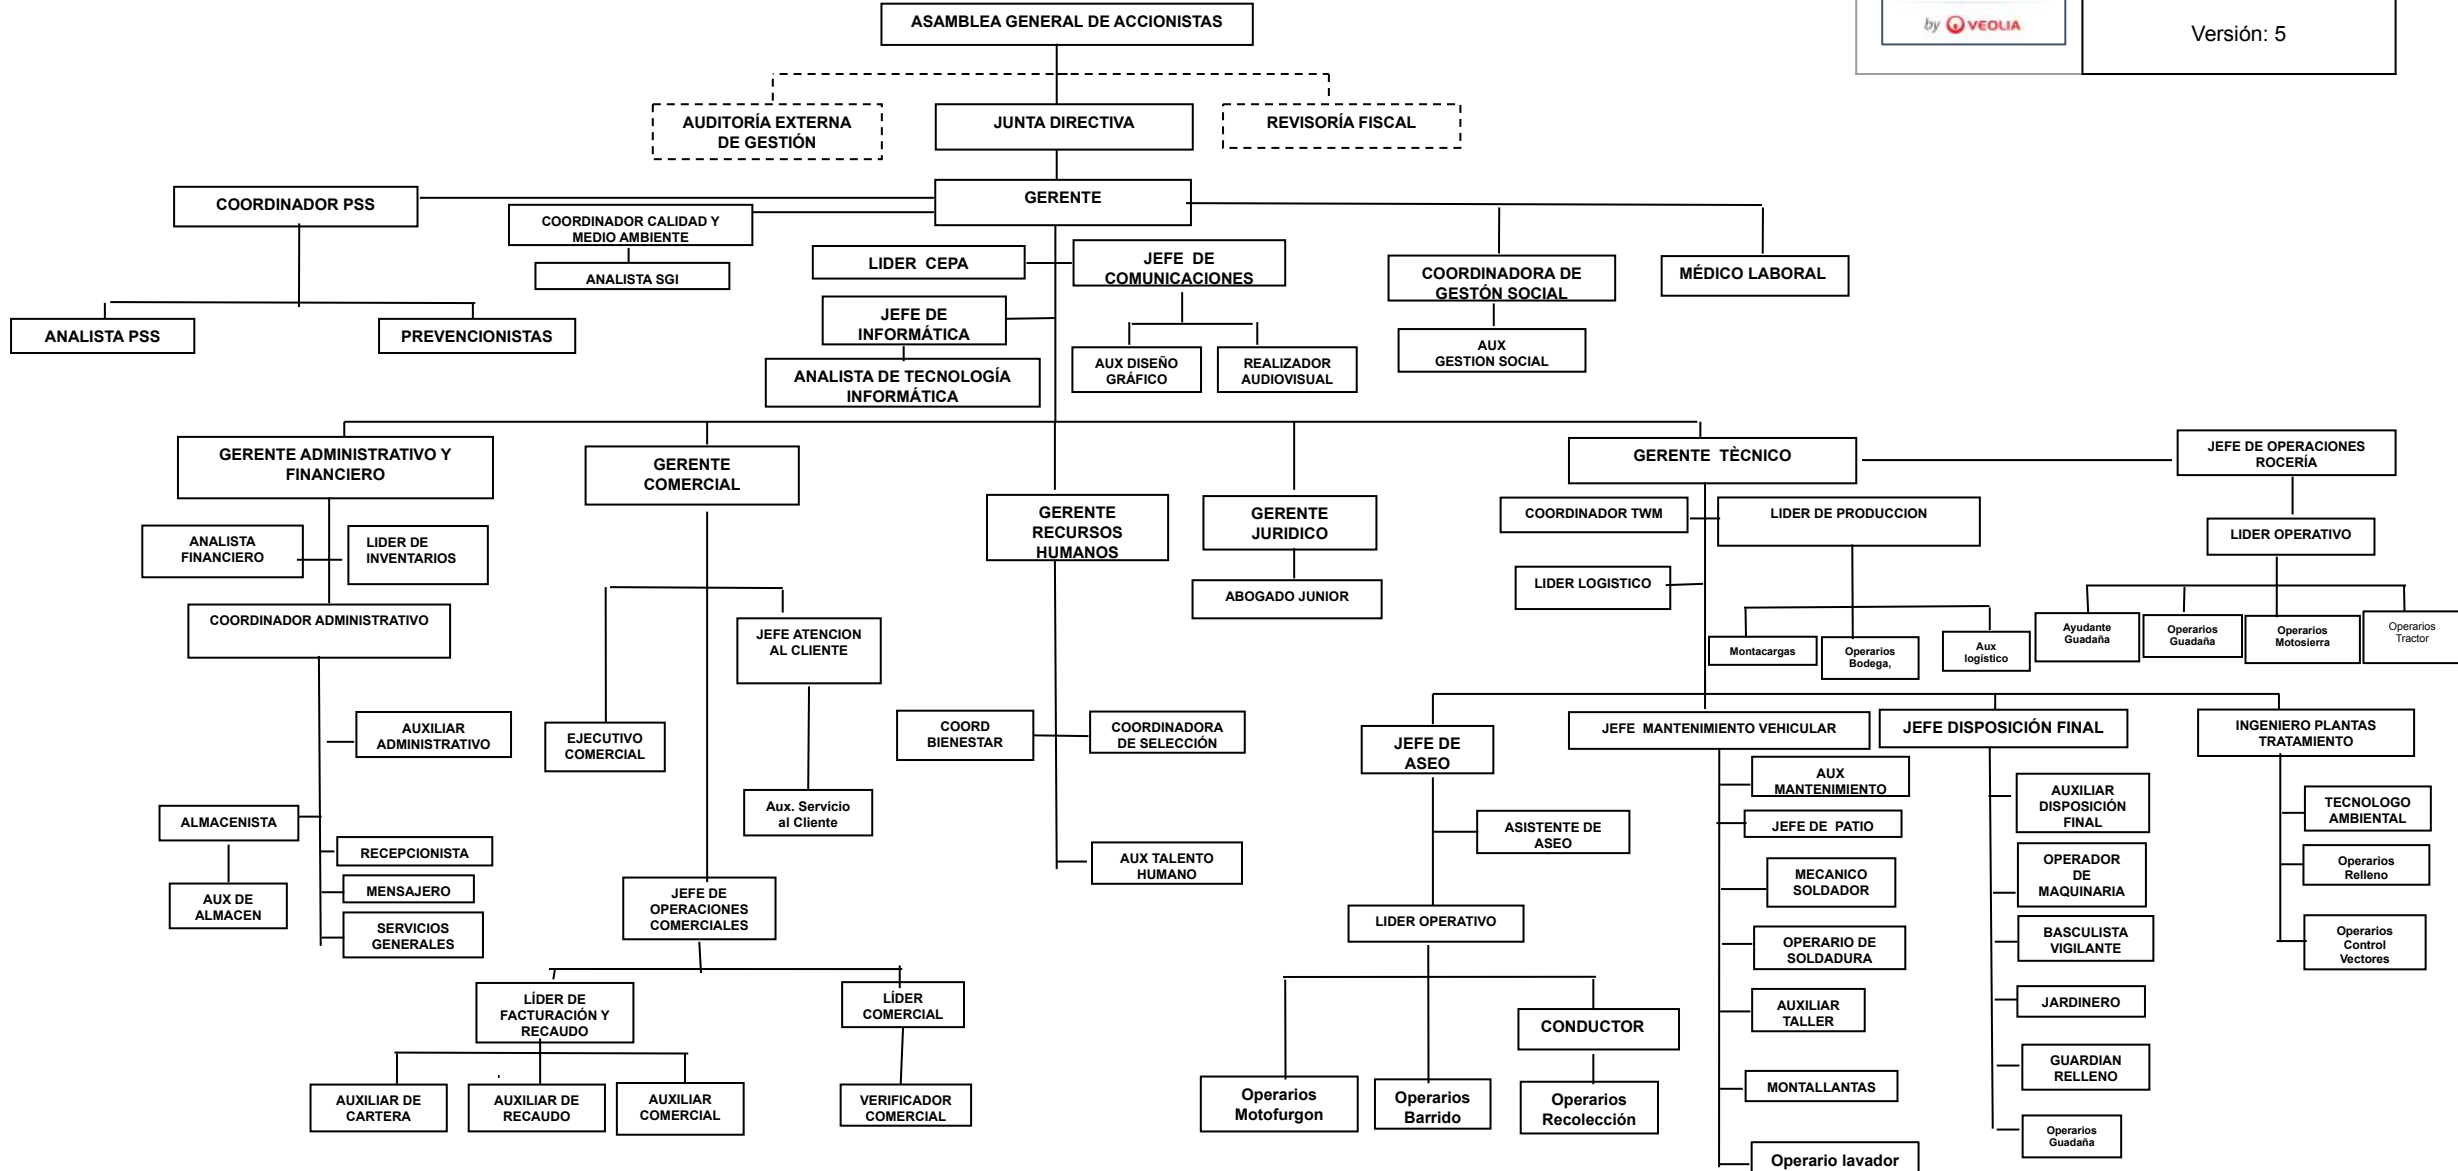 ASAMBLEA GENERAL DE ACCIONISTAS
by VEOLIA
Versión: 5
AUDITORÍA EXTERNA
DE GESTIÓN
JUNTA DIRECTIVA
REVISORÍA FISCAL
COORDINADOR PSS
GERENTE
COORDINADOR CALIDAD Y
MEDIO AMBIENTE
ANALISTA SGI
LIDER CEPA
JEFE DE
COMUNICACIONES
COORDINADORA DE
GESTÓN SOCIAL
MÉDICO LABORAL
ANALISTA PSS
PREVENCIONISTAS
JEFE DE
INFORMÁTICA
ANALISTA DE TECNOLOGÍA
INFORMÁTICA
AUX DISEÑO
GRÁFICO
REALIZADOR
AUDIOVISUAL
AUX
GESTION SOCIAL
GERENTE ADMINISTRATIVO Y
FINANCIERO
GERENTE
COMERCIAL
GERENTE
RECURSOS
HUMANOS
GERENTE
JURIDICO
GERENTE TÈCNICO
JEFE DE OPERACIONES
ROCERÍA
ANALISTA
FINANCIERO
LIDER DE
INVENTARIOS
COORDINADOR ADMINISTRATIVO
ABOGADO JUNIOR
COORDINADOR TWM
LIDER DE PRODUCCION
LIDER LOGISTICO
LIDER OPERATIVO
JEFE ATENCION
AL CLIENTE
Montacargas
Operarios
Bodega,
Aux
logístico
Ayudante
Guadaña
Operarios
Guadaña
Operarios
Motosierra
Operarios
Tractor
AUXILIAR
ADMINISTRATIVO
EJECUTIVO
COMERCIAL
COORD
BIENESTAR
COORDINADORA
DE SELECCIÓN
JEFE DE
ASEO
JEFE MANTENIMIENTO VEHICULAR
JEFE DISPOSICIÓN FINAL
INGENIERO PLANTAS
TRATAMIENTO
ALMACENISTA
RECEPCIONISTA
MENSAJERO
AUX DE
ALMACEN
SERVICIOS
GENERALES
Aux. Servicio
al Cliente
AUX TALENTO
HUMANO
ASISTENTE DE
ASEO
AUX
MANTENIMIENTO
JEFE DE PATIO
MECANICO
SOLDADOR
OPERARIO DE
SOLDADURA
AUXILIAR
TALLER
MONTALLANTAS
Operario lavador
AUXILIAR
DISPOSICIÓN
FINAL
OPERADOR
DE
MAQUINARIA
BASCULISTA
VIGILANTE
JARDINERO
GUARDIAN
RELLENO
Operarios
Guadaña
TECNOLOGO
AMBIENTAL
Operarios
Relleno
Operarios
Control
Vectores
JEFE DE
OPERACIONES
COMERCIALES
LIDER OPERATIVO
LÍDER DE
FACTURACIÓN Y
RECAUDO
LÍDER
COMERCIAL
CONDUCTOR
AUXILIAR DE
CARTERA
AUXILIAR DE
RECAUDO
AUXILIAR
COMERCIAL
VERIFICADOR
COMERCIAL
Operarios
Motofurgon
Operarios
Barrido
Operarios
Recolección